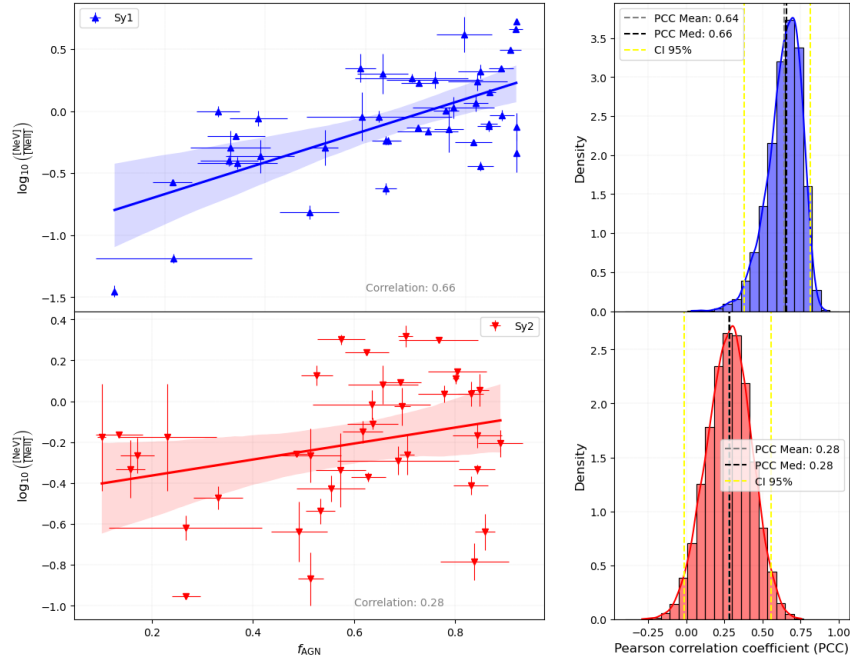 Sy1
log10 ([NeV]/[NeII])
0.5
0.0
−0.5
−1.0
−1.5
Correlation: 0.66
PCC Mean: 0.64
PCC Med: 0.66
CI 95%
Density
3.5
3.0
2.5
2.0
1.5
1.0
0.5
0.0
Sy2
log10 ([NeV]/[NeII])
0.4
0.2
0.0
−0.2
−0.4
−0.6
−0.8
−1.0
Correlation: 0.28
0.2 0.4 0.6 0.8
fAGN
PCC Mean: 0.28
PCC Med: 0.28
CI 95%
Density
2.5
2.0
1.5
1.0
0.5
0.0
−0.25 0.00 0.25 0.50 0.75 1.00
Pearson correlation coefficient (PCC)